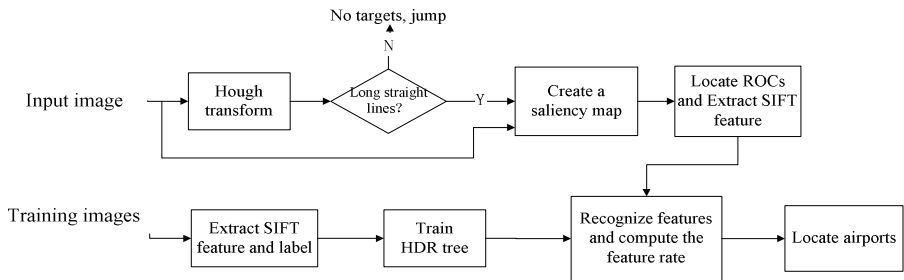 No targets, jump
N
Input image
Hough
transform
Long straight
lines?
Y
Create a
saliency map
Locate ROCs
and Extract SIFT
feature
Training images
Extract SIFT
feature and label
Train
HDR tree
Recognize features
and compute the
feature rate
Locate airports